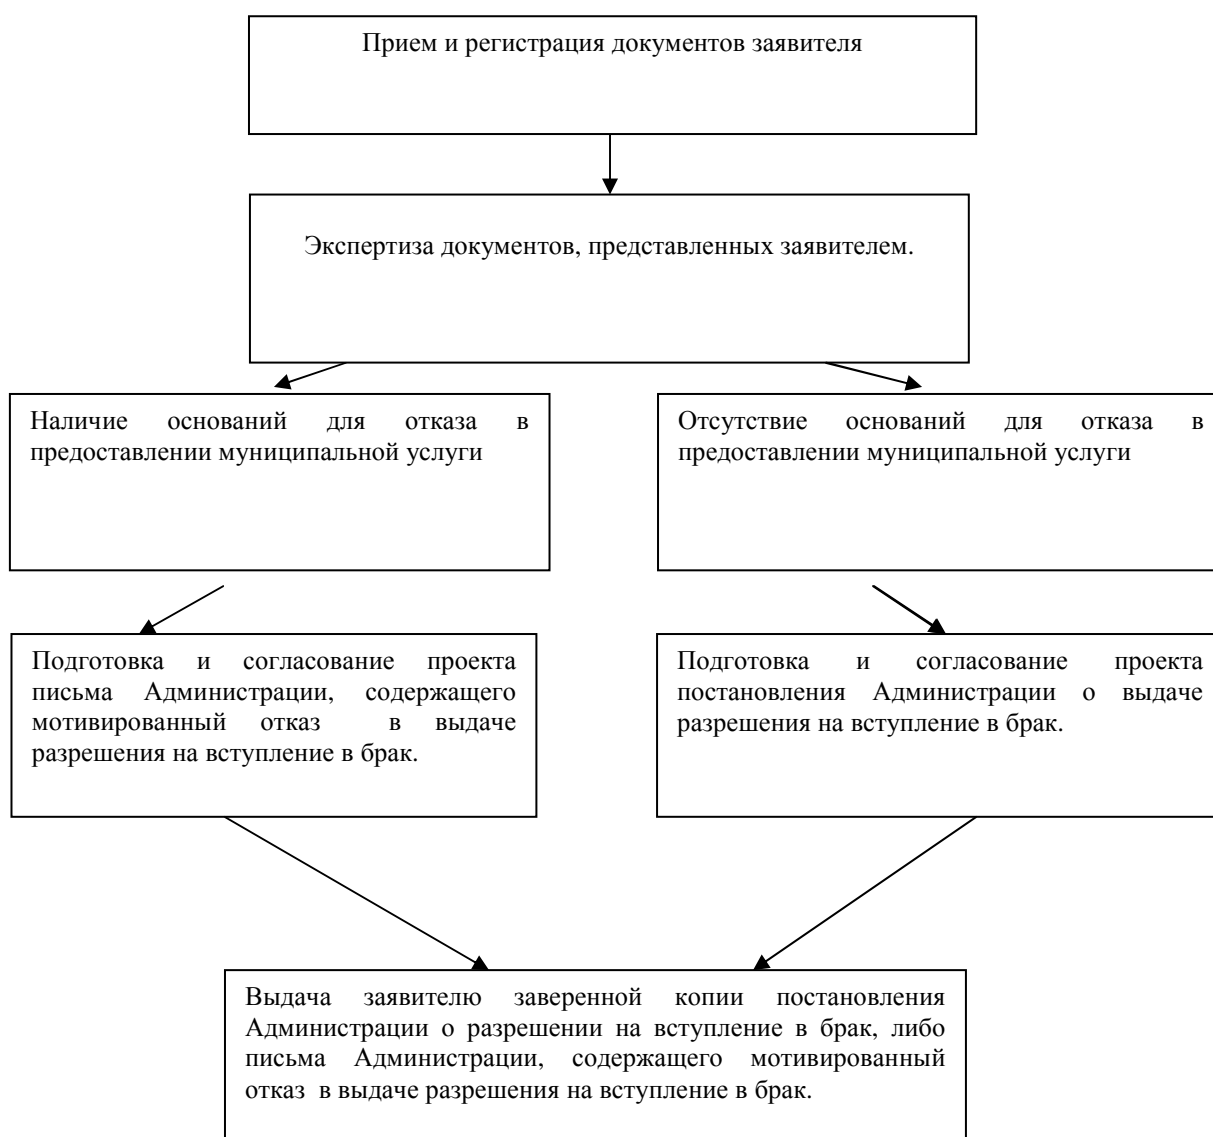 Прием и регистрация документов заявителя
Экспертиза документов, представленных заявителем.
Наличие оснований для отказа в
предоставлении муниципальной услуги
Отсутствие оснований для отказа в
предоставлении муниципальной услуги
Подготовка и согласование проекта
письма Администрации, содержащего
мотивированный отказ в выдаче
разрешения на вступление в брак.
Подготовка и согласование проекта
постановления Администрации о выдаче
разрешения на вступление в брак.
Выдача заявителю заверенной копии постановления
Администрации о разрешении на вступление в брак, либо
письма Администрации, содержащего мотивированный
отказ в выдаче разрешения на вступление в брак.